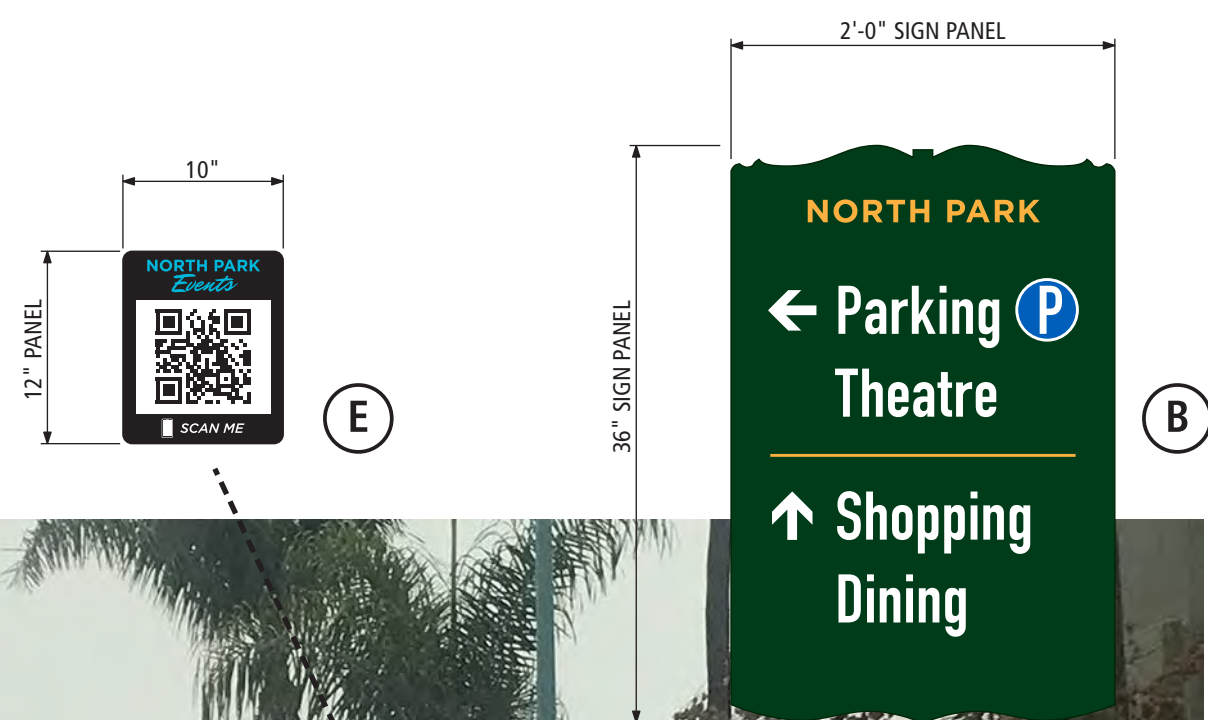 2'-0" SIGN PANEL
10"
12" PANEL
NORTH PARK
Events
SCAN ME
E
36" SIGN PANEL
NORTH PARK
Parking P
Theatre
Shopping
Dining
B